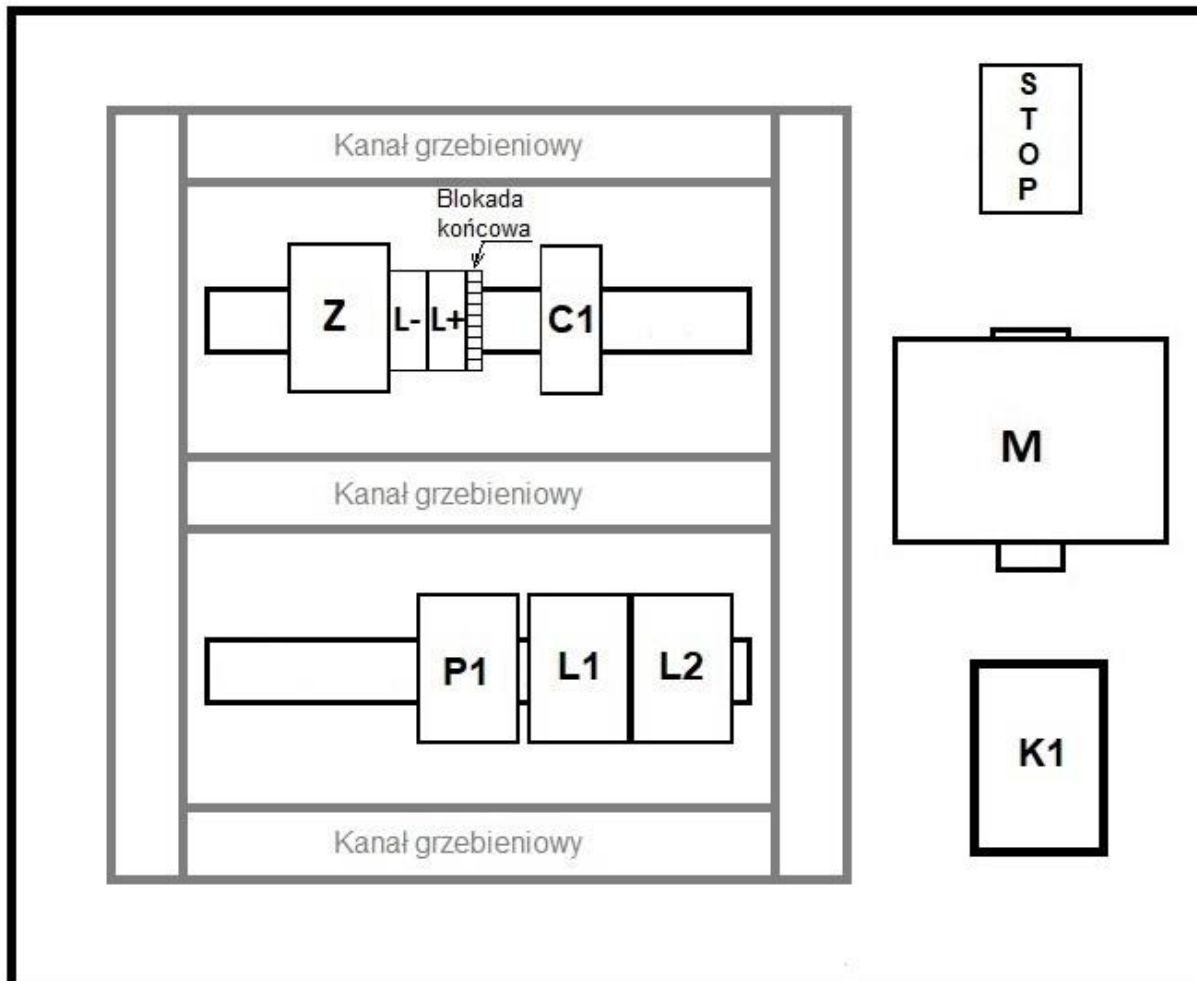 S
T
O
P
Kanał grzebieniowy
Blokada
końcowa
Z
L-
L+
C1
Kanał grzebieniowy
M
P1
L1
L2
K1
Kanał grzebieniowy